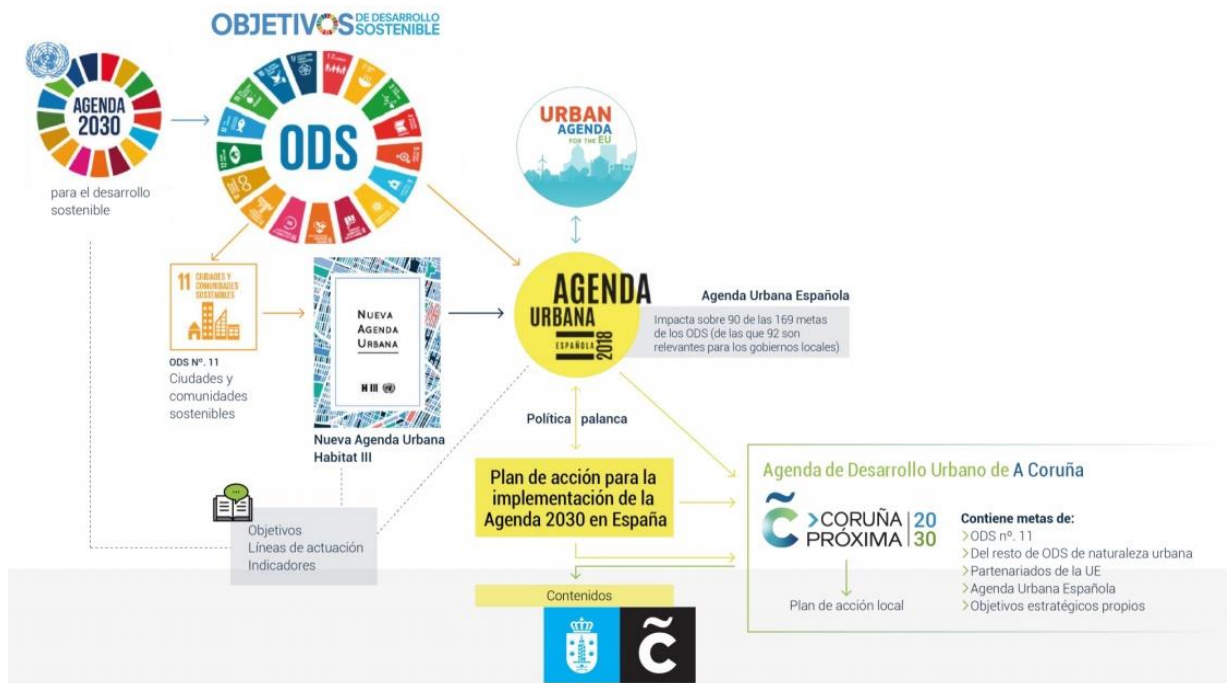 OBJETIVOS DE DESARROLLO
SOSTENIBLE
AGENDA
2030
para el desarrollo
sostenible
ODS
URBAN
AGENDA
FOR THE EU
11 CIUDADES Y
COMUNIDADES
SOSTENIBLES
ODS Nº. 11
Ciudades y
comunidades
sostenibles
NUEVA
AGENDA
URBANA
H III
Nueva Agenda Urbana
Habitat III
AGENDA
URBANA
ESPAÑOLA
2018
Agenda Urbana Española
Impacta sobre 90 de las 169 metas
de los ODS (de las que 92 son
relevantes para los gobiernos locales)
Política palanca
Objetivos
Líneas de actuación
Indicadores
Plan de acción para la
implementación de la
Agenda 2030 en España
Contenidos
Agenda de Desarrollo Urbano de A Coruña
CORUÑA 20
PRÓXIMA 30
Plan de acción local
Contiene metas de:
ODS nº. 11
Del resto de ODS de naturaleza urbana
Partenariados de la UE
Agenda Urbana Española
Objetivos estratégicos propios